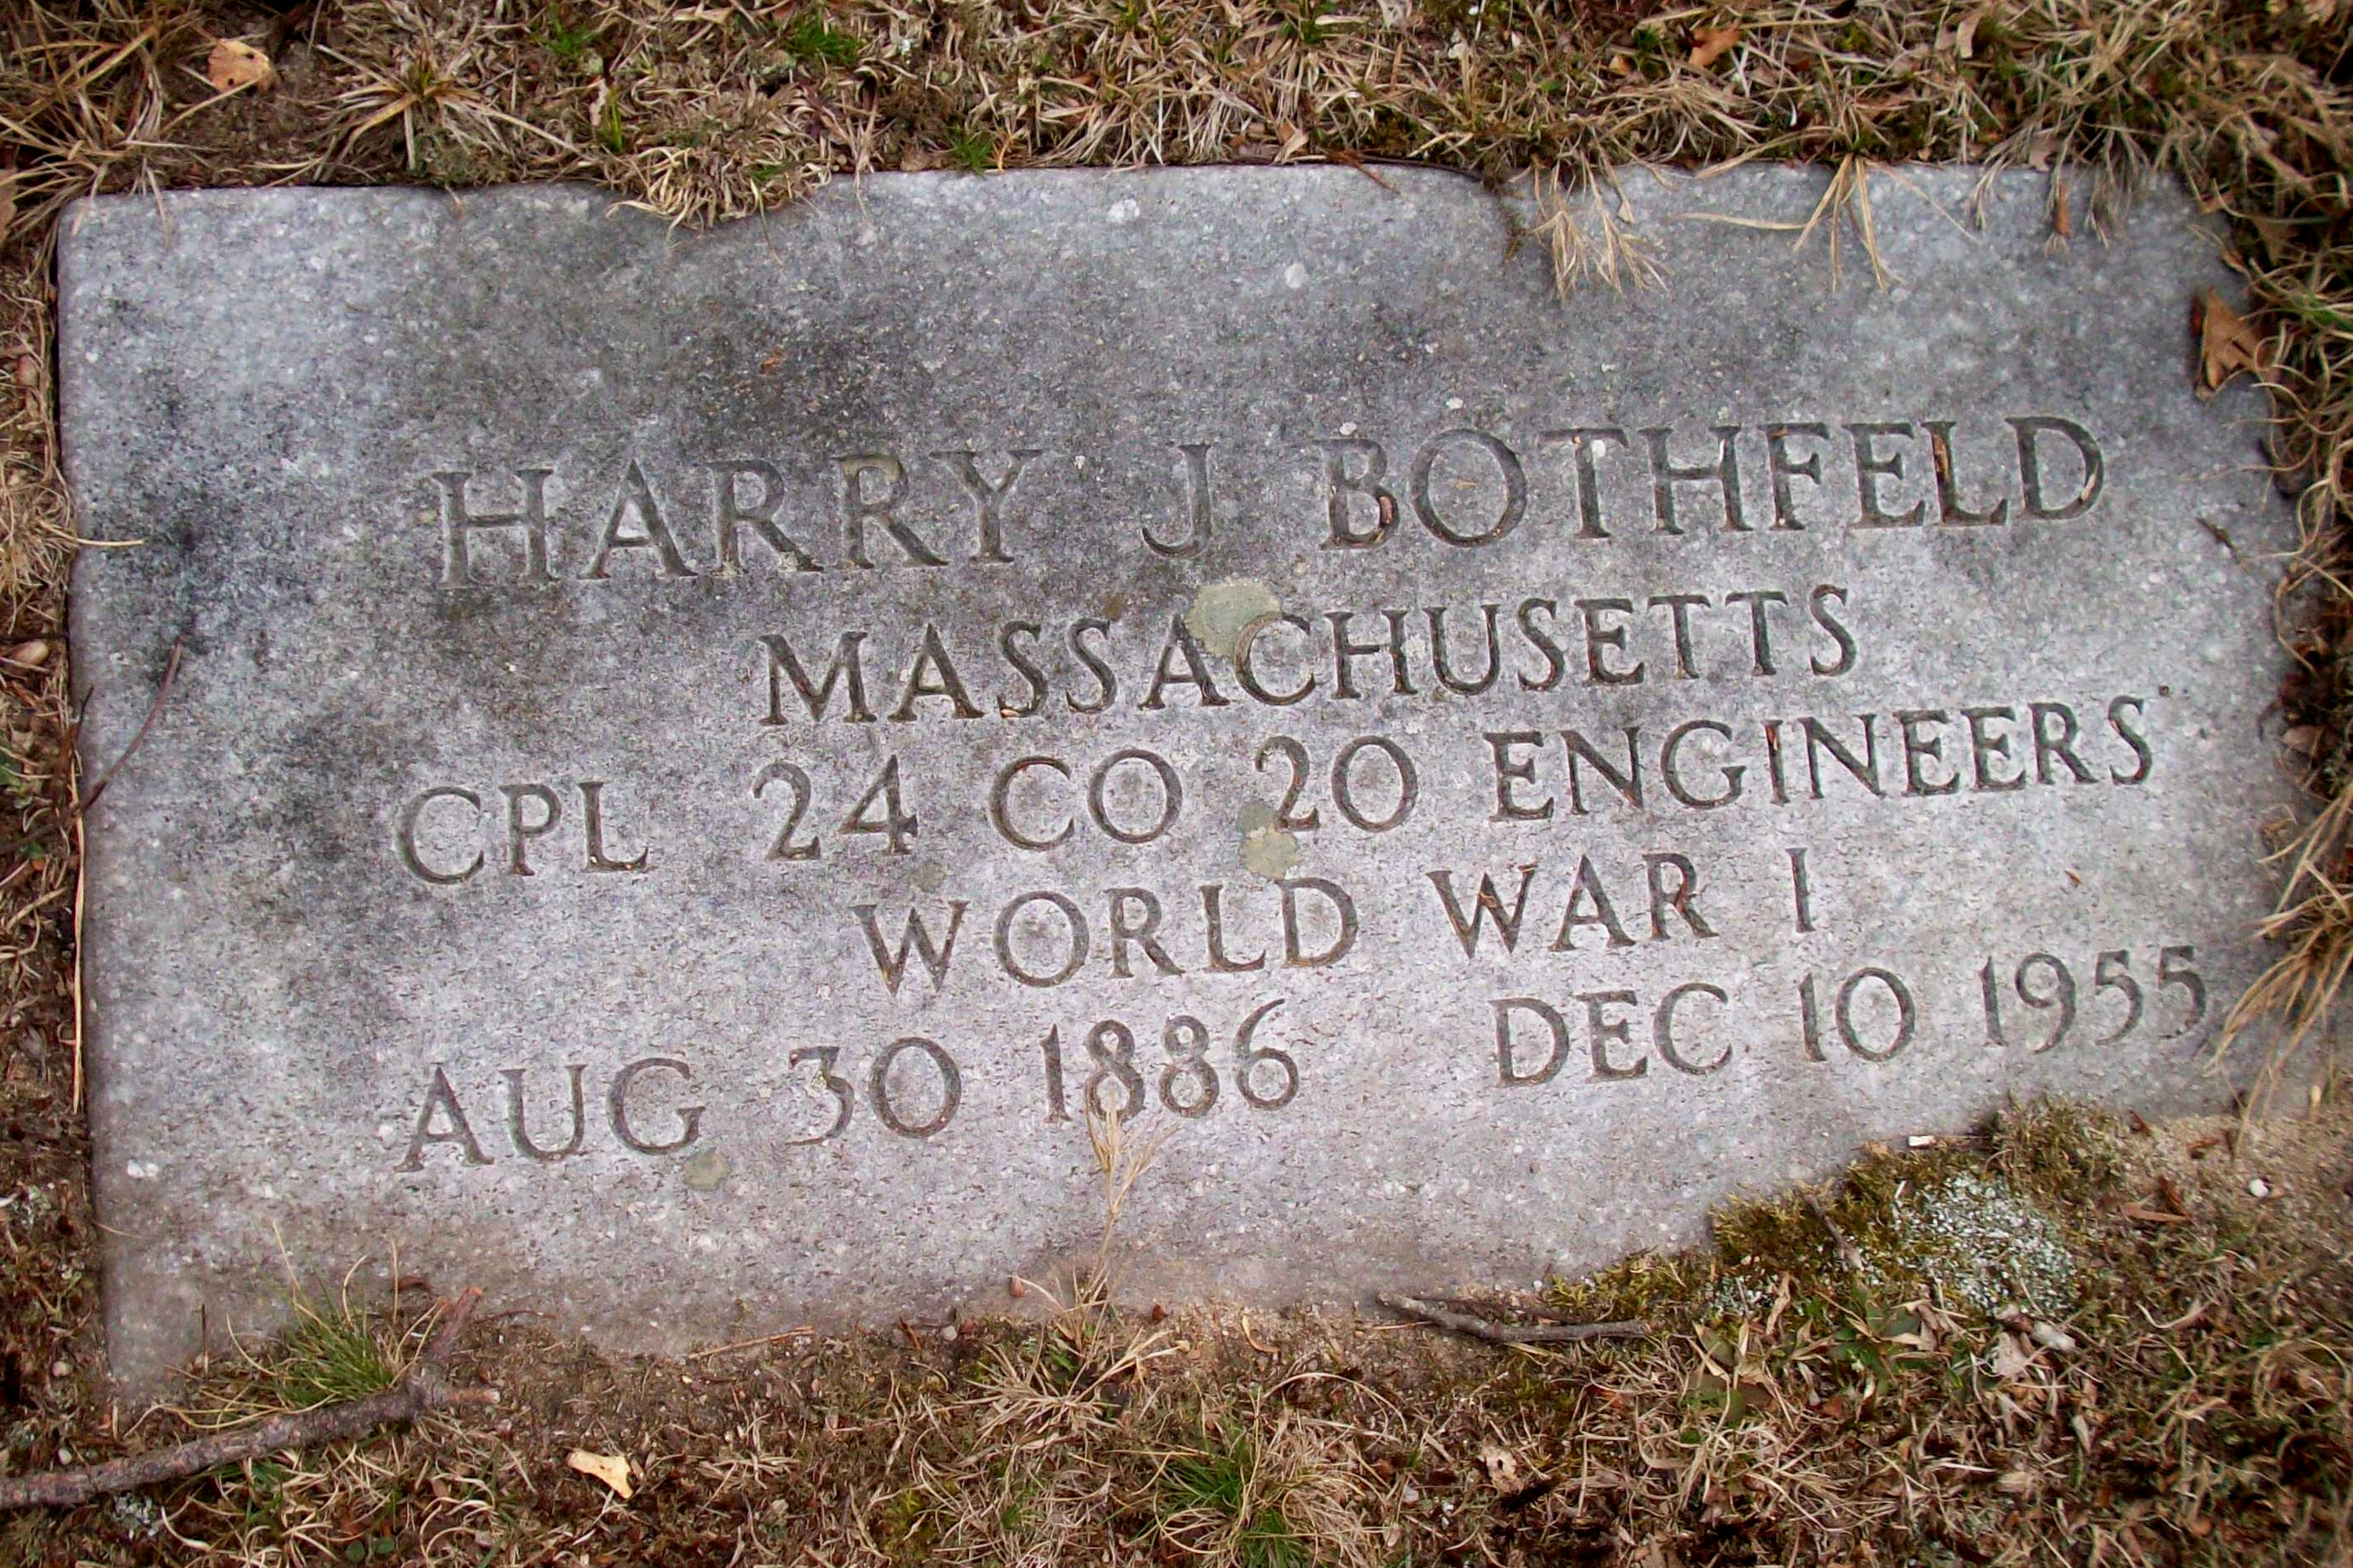 HARRY J BOTHFELD
MASSACHUSETTS
CPL 24 CO 20 ENGINEERS
WORLD WAR I
AUG 30 1886 DEC 10 1955